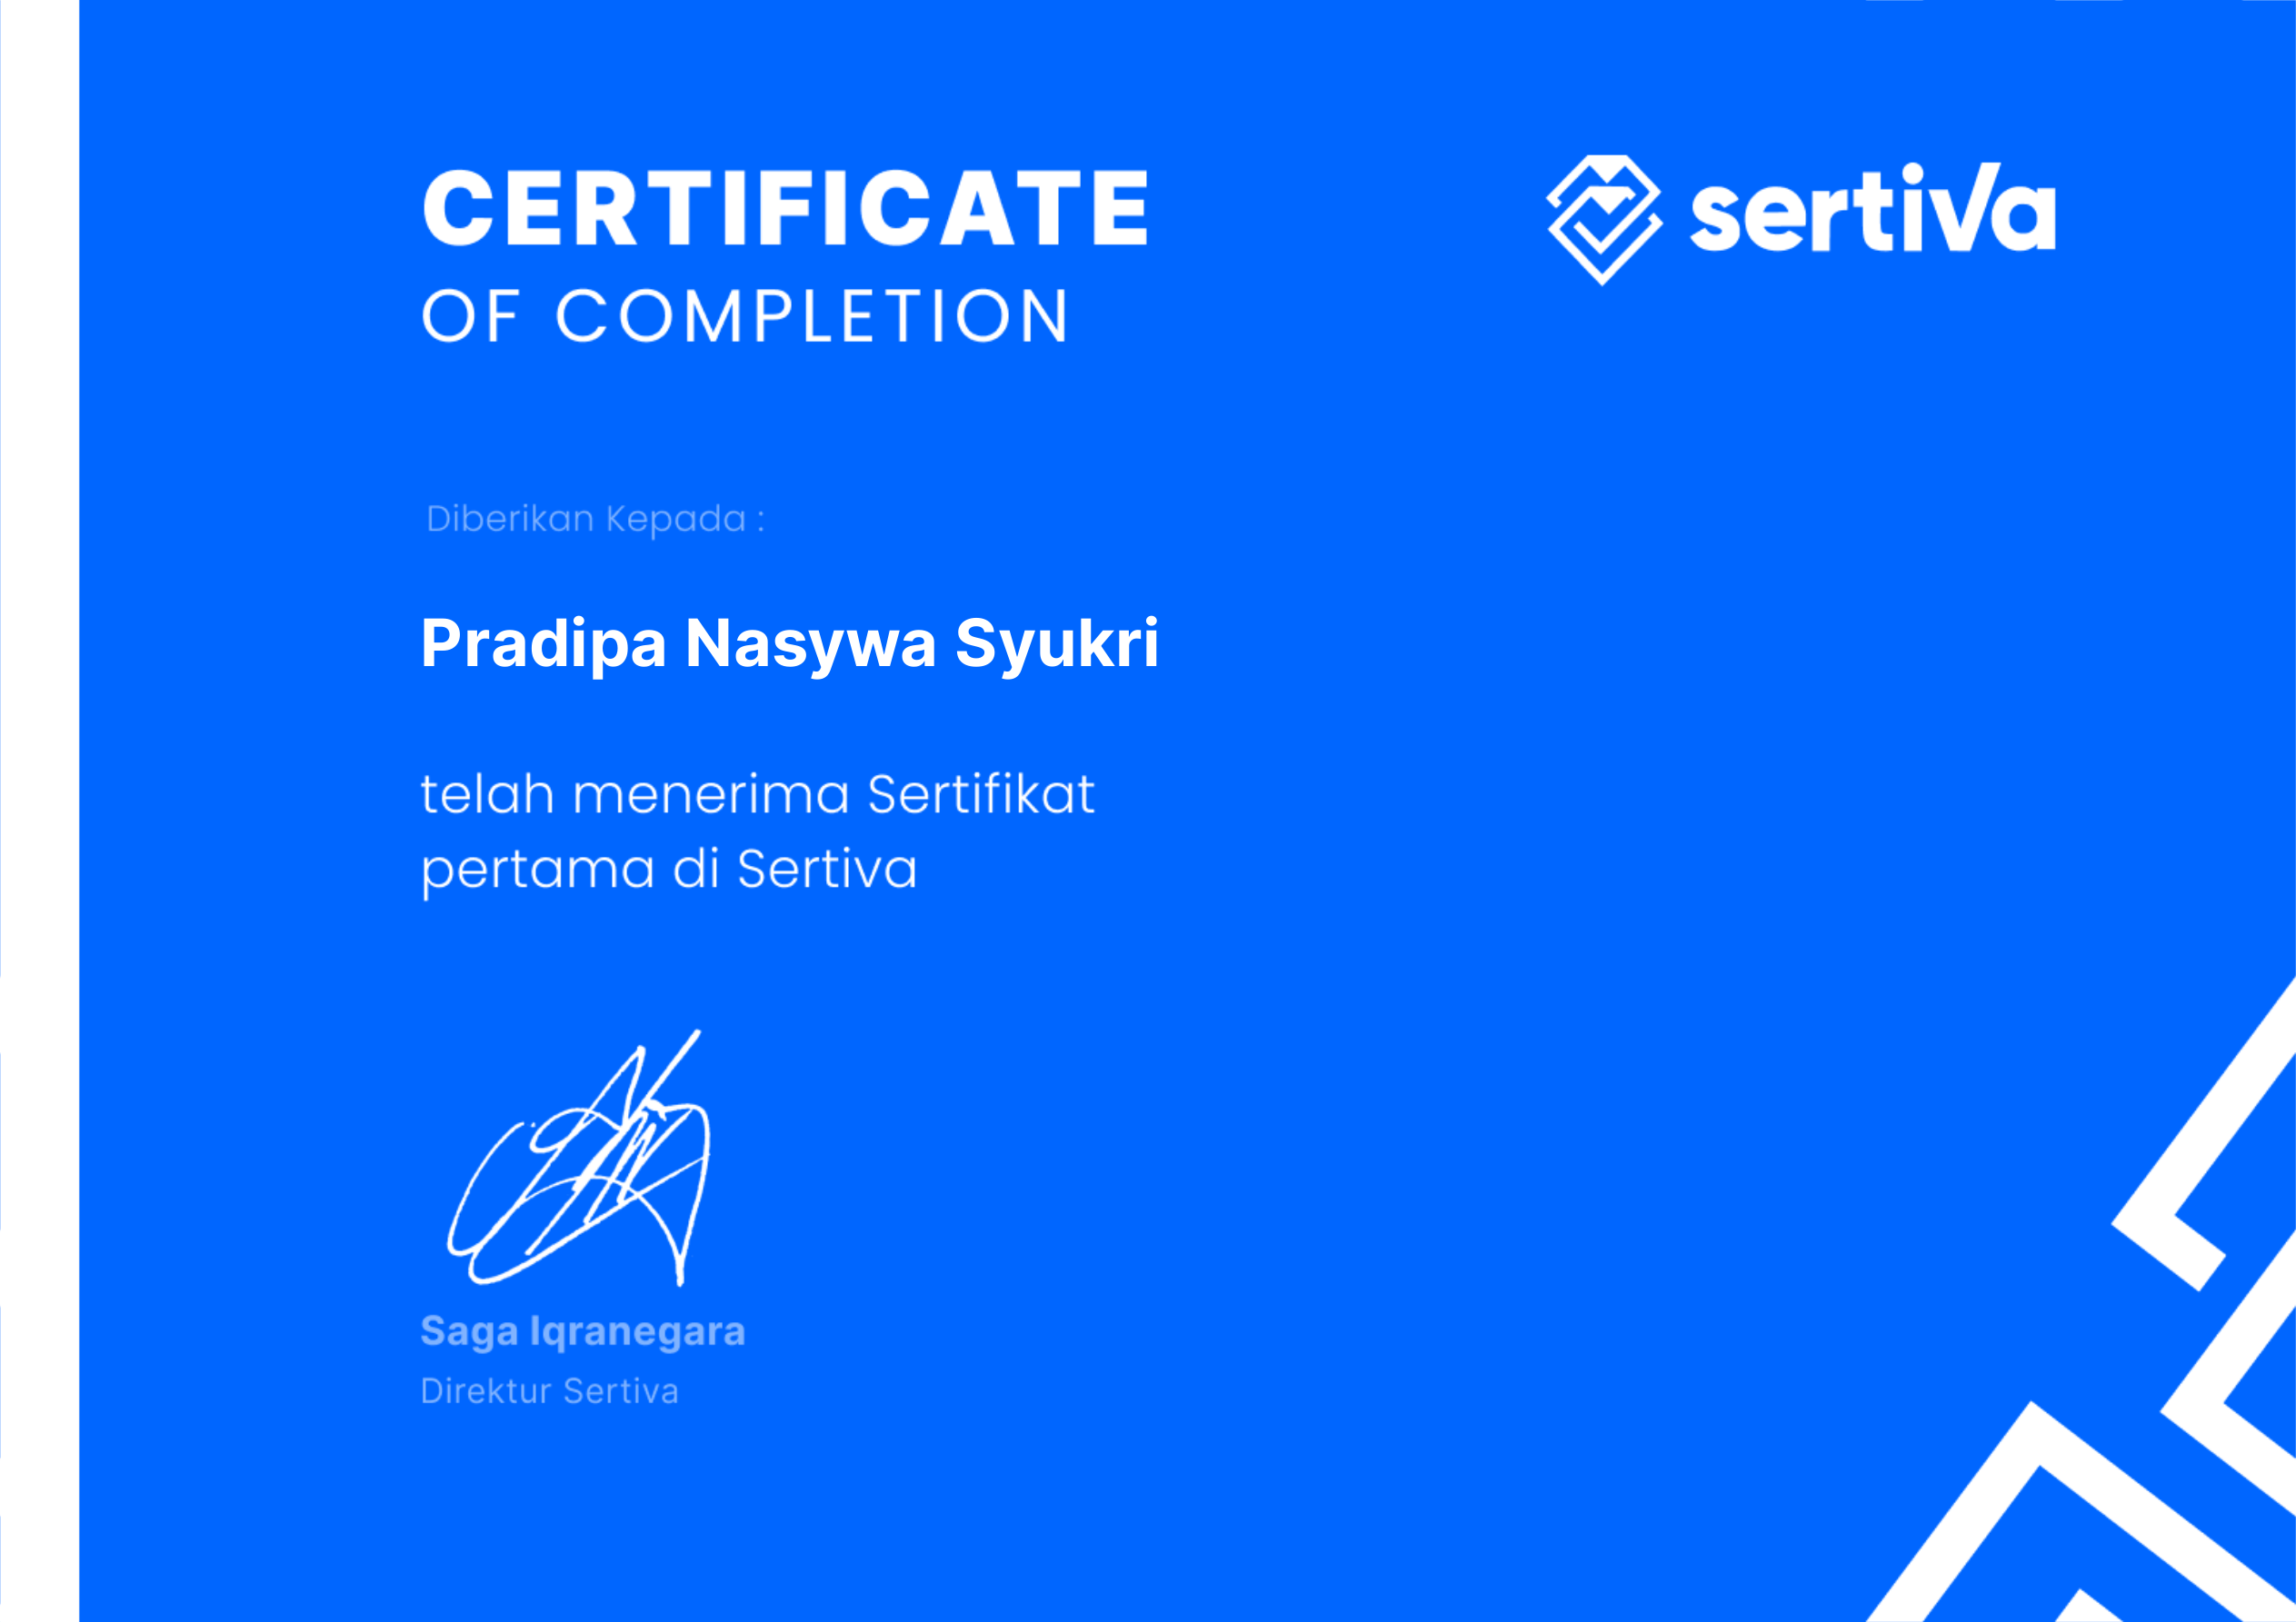 CERTIFICATE
OF COMPLETION
sertiva
Diberikan Kepada :
Pradipa Nasywa Syukri
telah menerima Sertifikat
pertama di Sertiva
Saga Iqranegara
Direktur Sertiva